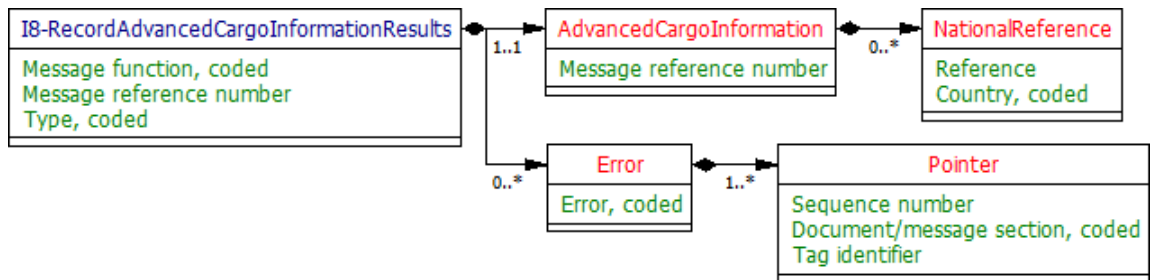 I8-RecordAdvancedCargoInformationResults
Message function, coded
Message reference number
Type, coded
1..1
AdvancedCargoInformation
Message reference number
0..*
NationalReference
Reference
Country, coded
0..*
Error
Error, coded
1..*
Pointer
Sequence number
Document/message section, coded
Tag identifier